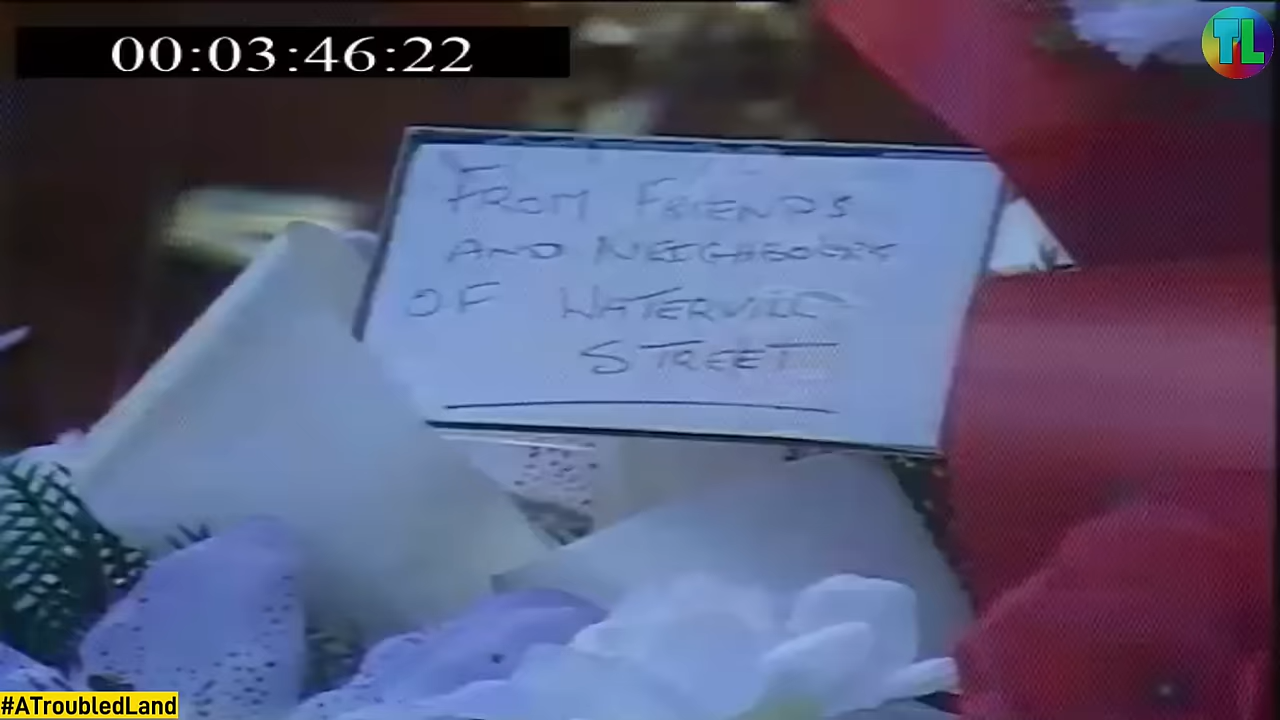 00:03:46:22
TL
FROM FRIENDS
AND NEIGHBOURS
OF WATERVILLE
STREET
#ATroubledLand